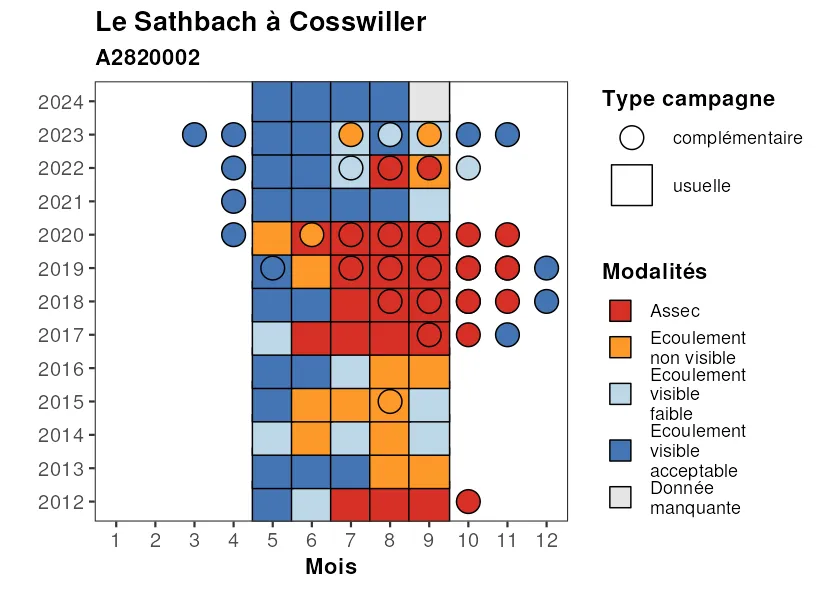 Le Sathbach à Cosswiller
A2820002
2024
2023
2022
2021
2020
2019
2018
2017
2016
2015
2014
2013
2012
1 2 3 4 5 6 7 8 9 10 11 12
Mois
Type campagne
complémentaire
usuelle
Modalités
Assec
Ecoulement
non visible
Ecoulement
visible
faible
Ecoulement
visible
acceptable
Donnée
manquante